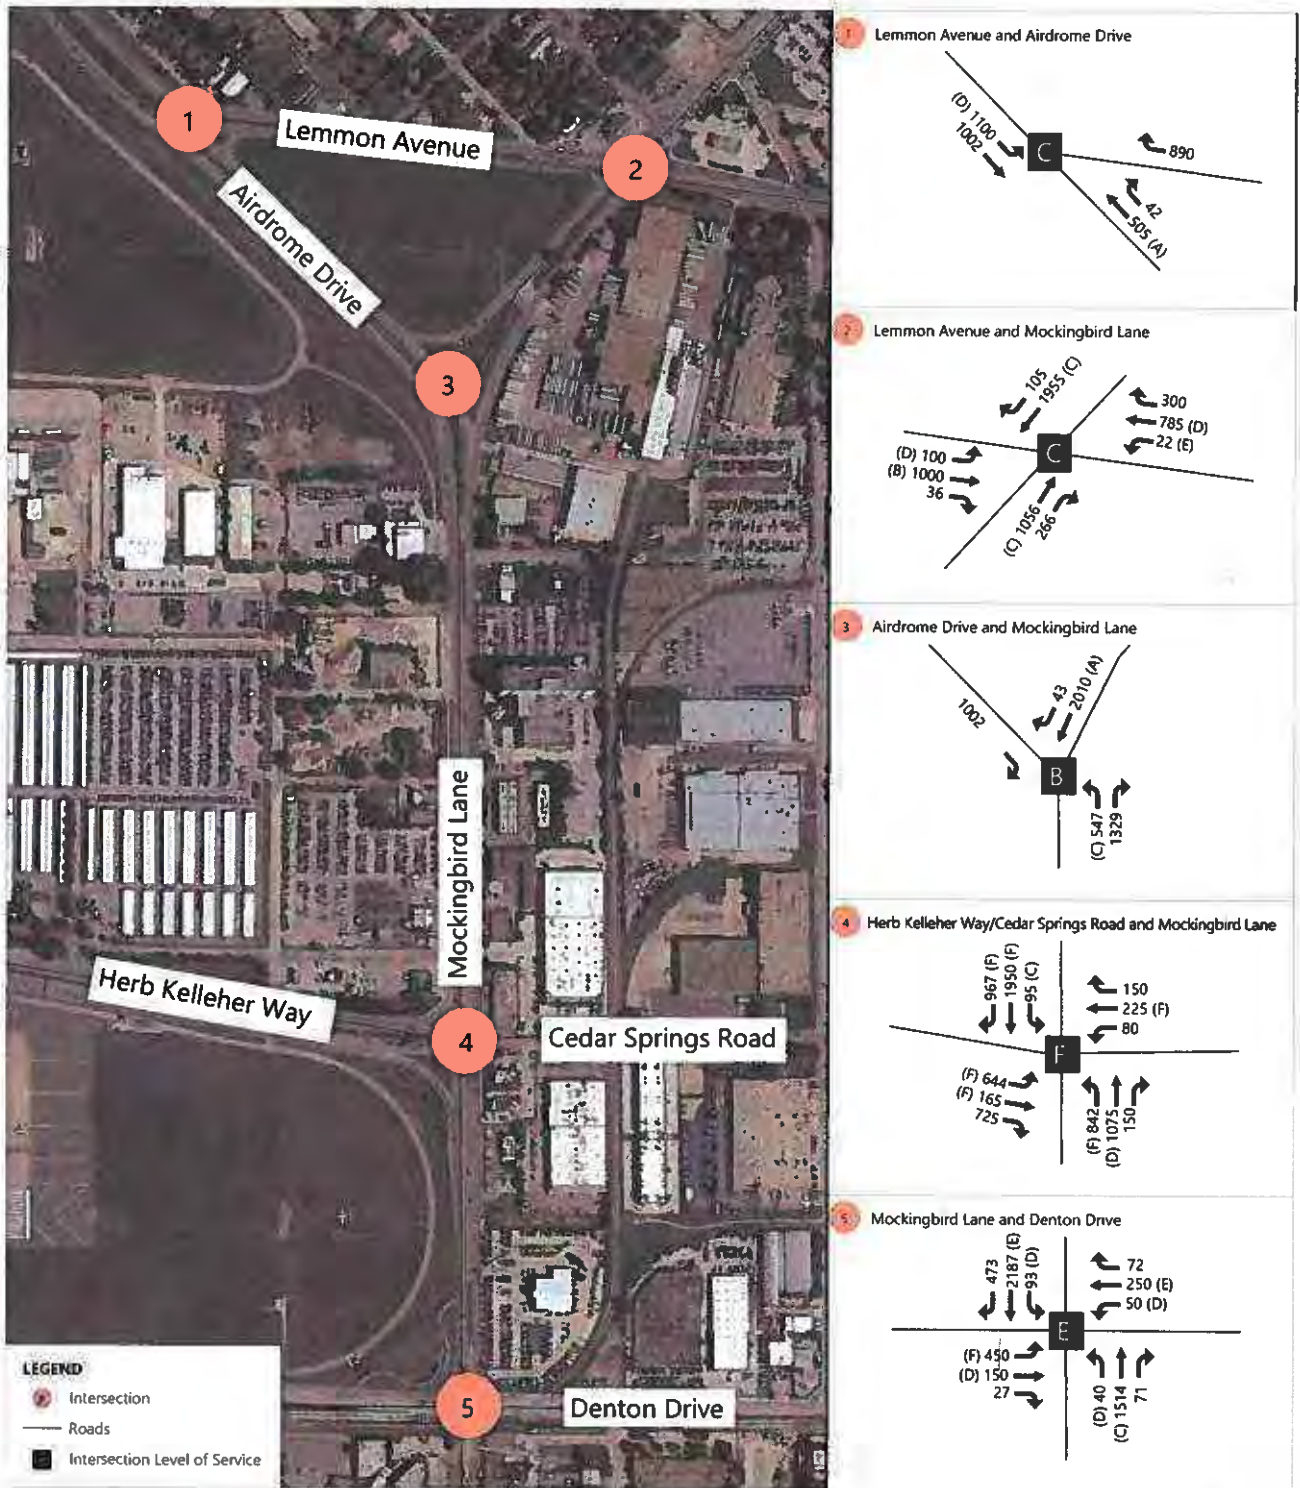 1
Lemmon Avenue
2
Airdrome Drive
3
Mockingbird Lane
Herb Kelleher Way
4
Cedar Springs Road
5
Denton Drive
LEGEND
Intersection
Roads
Intersection Level of Service
1 Lemmon Avenue and Airdrome Drive
(D) 1100
1002
C
890
42
505 (A)
2 Lemmon Avenue and Mockingbird Lane
105
1955 (C)
300
785 (D)
22 (E)
C
(D) 100
(B) 1000
36
(C) 1056
266
3 Airdrome Drive and Mockingbird Lane
1002
43
2010 (A)
B
(C) 547
1329
4 Herb Kelleher Way/Cedar Springs Road and Mockingbird Lane
967 (F)
1950 (F)
95 (C)
150
225 (F)
80
F
(F) 644
(F) 165
725
(F) 842
(D) 1075
150
5 Mockingbird Lane and Denton Drive
473
2187 (E)
93 (D)
72
250 (E)
50 (D)
E
(F) 450
(D) 150
27
(D) 40
(C) 1514
71